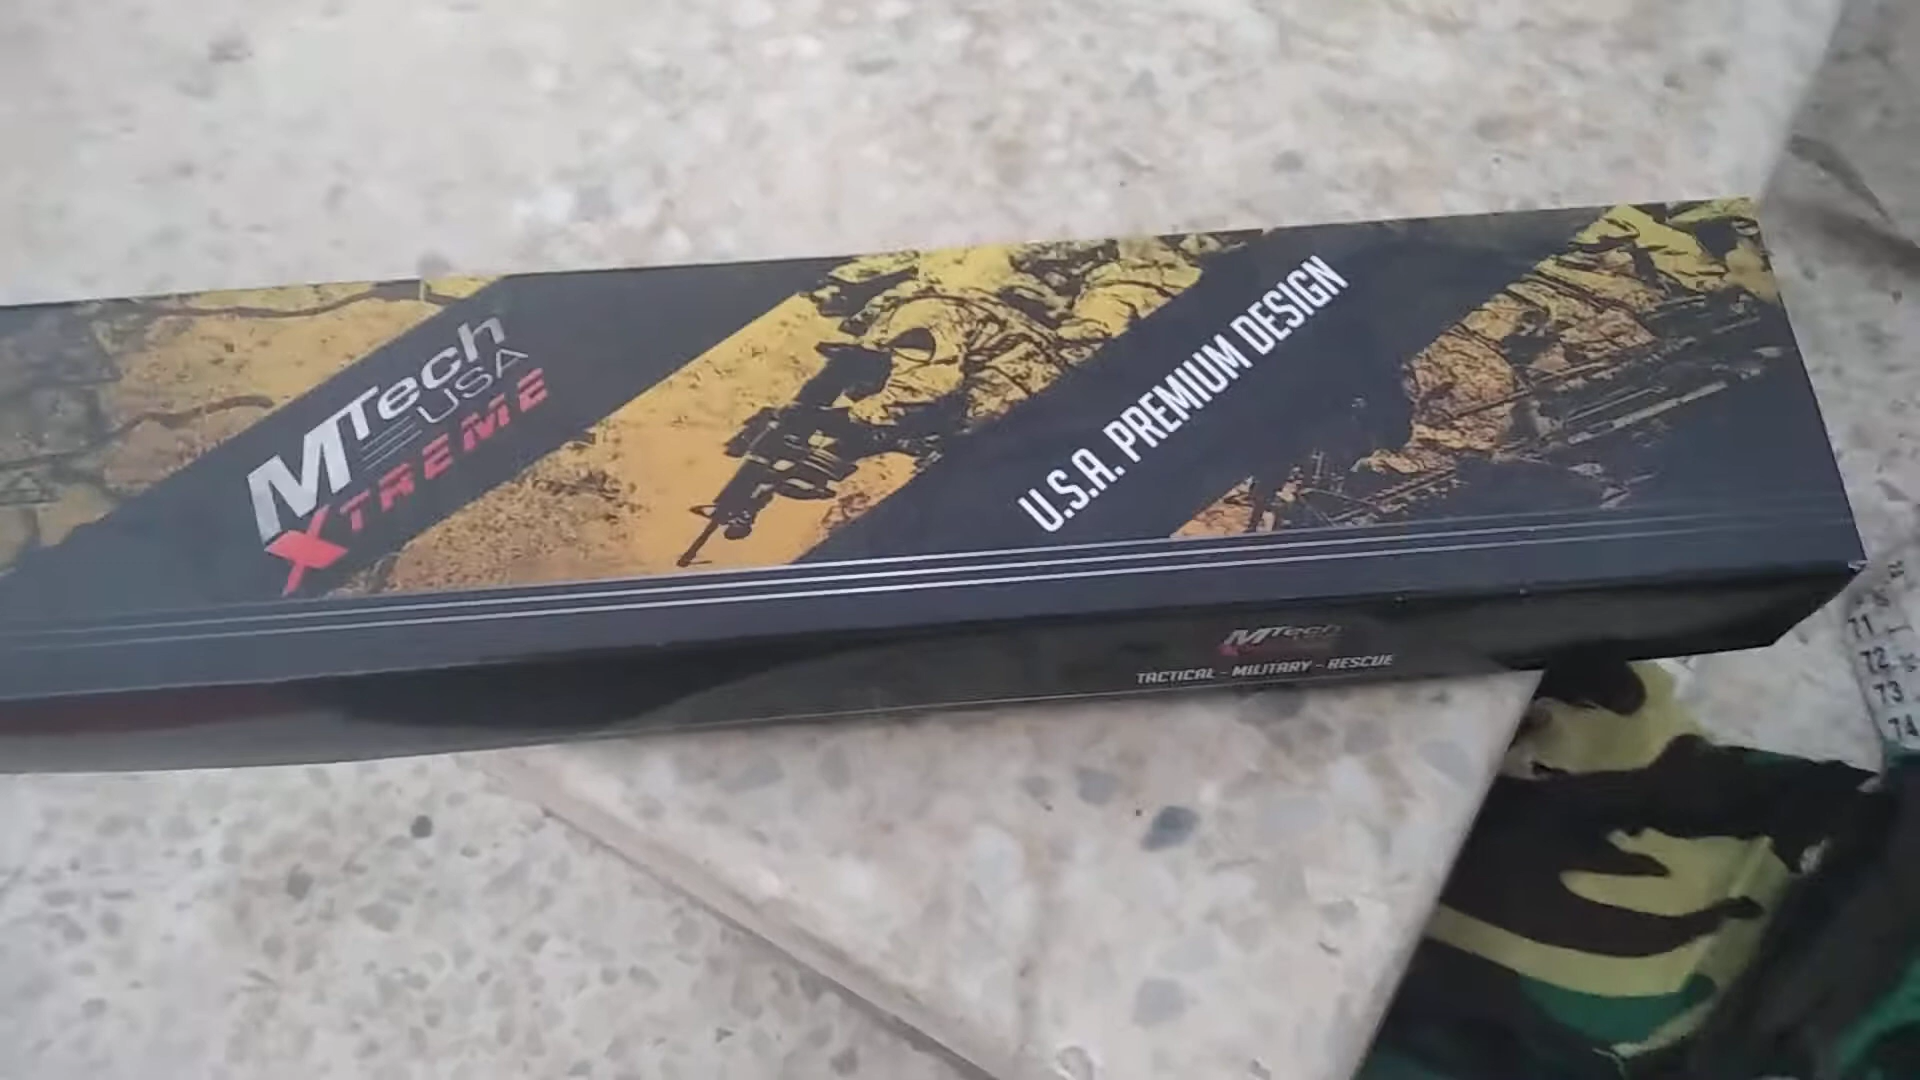 MTech
USA
XTREME
U.S.A. PREMIUM DESIGN
MTech
TACTICAL - MILITARY - RESCUE
71
72
73
74